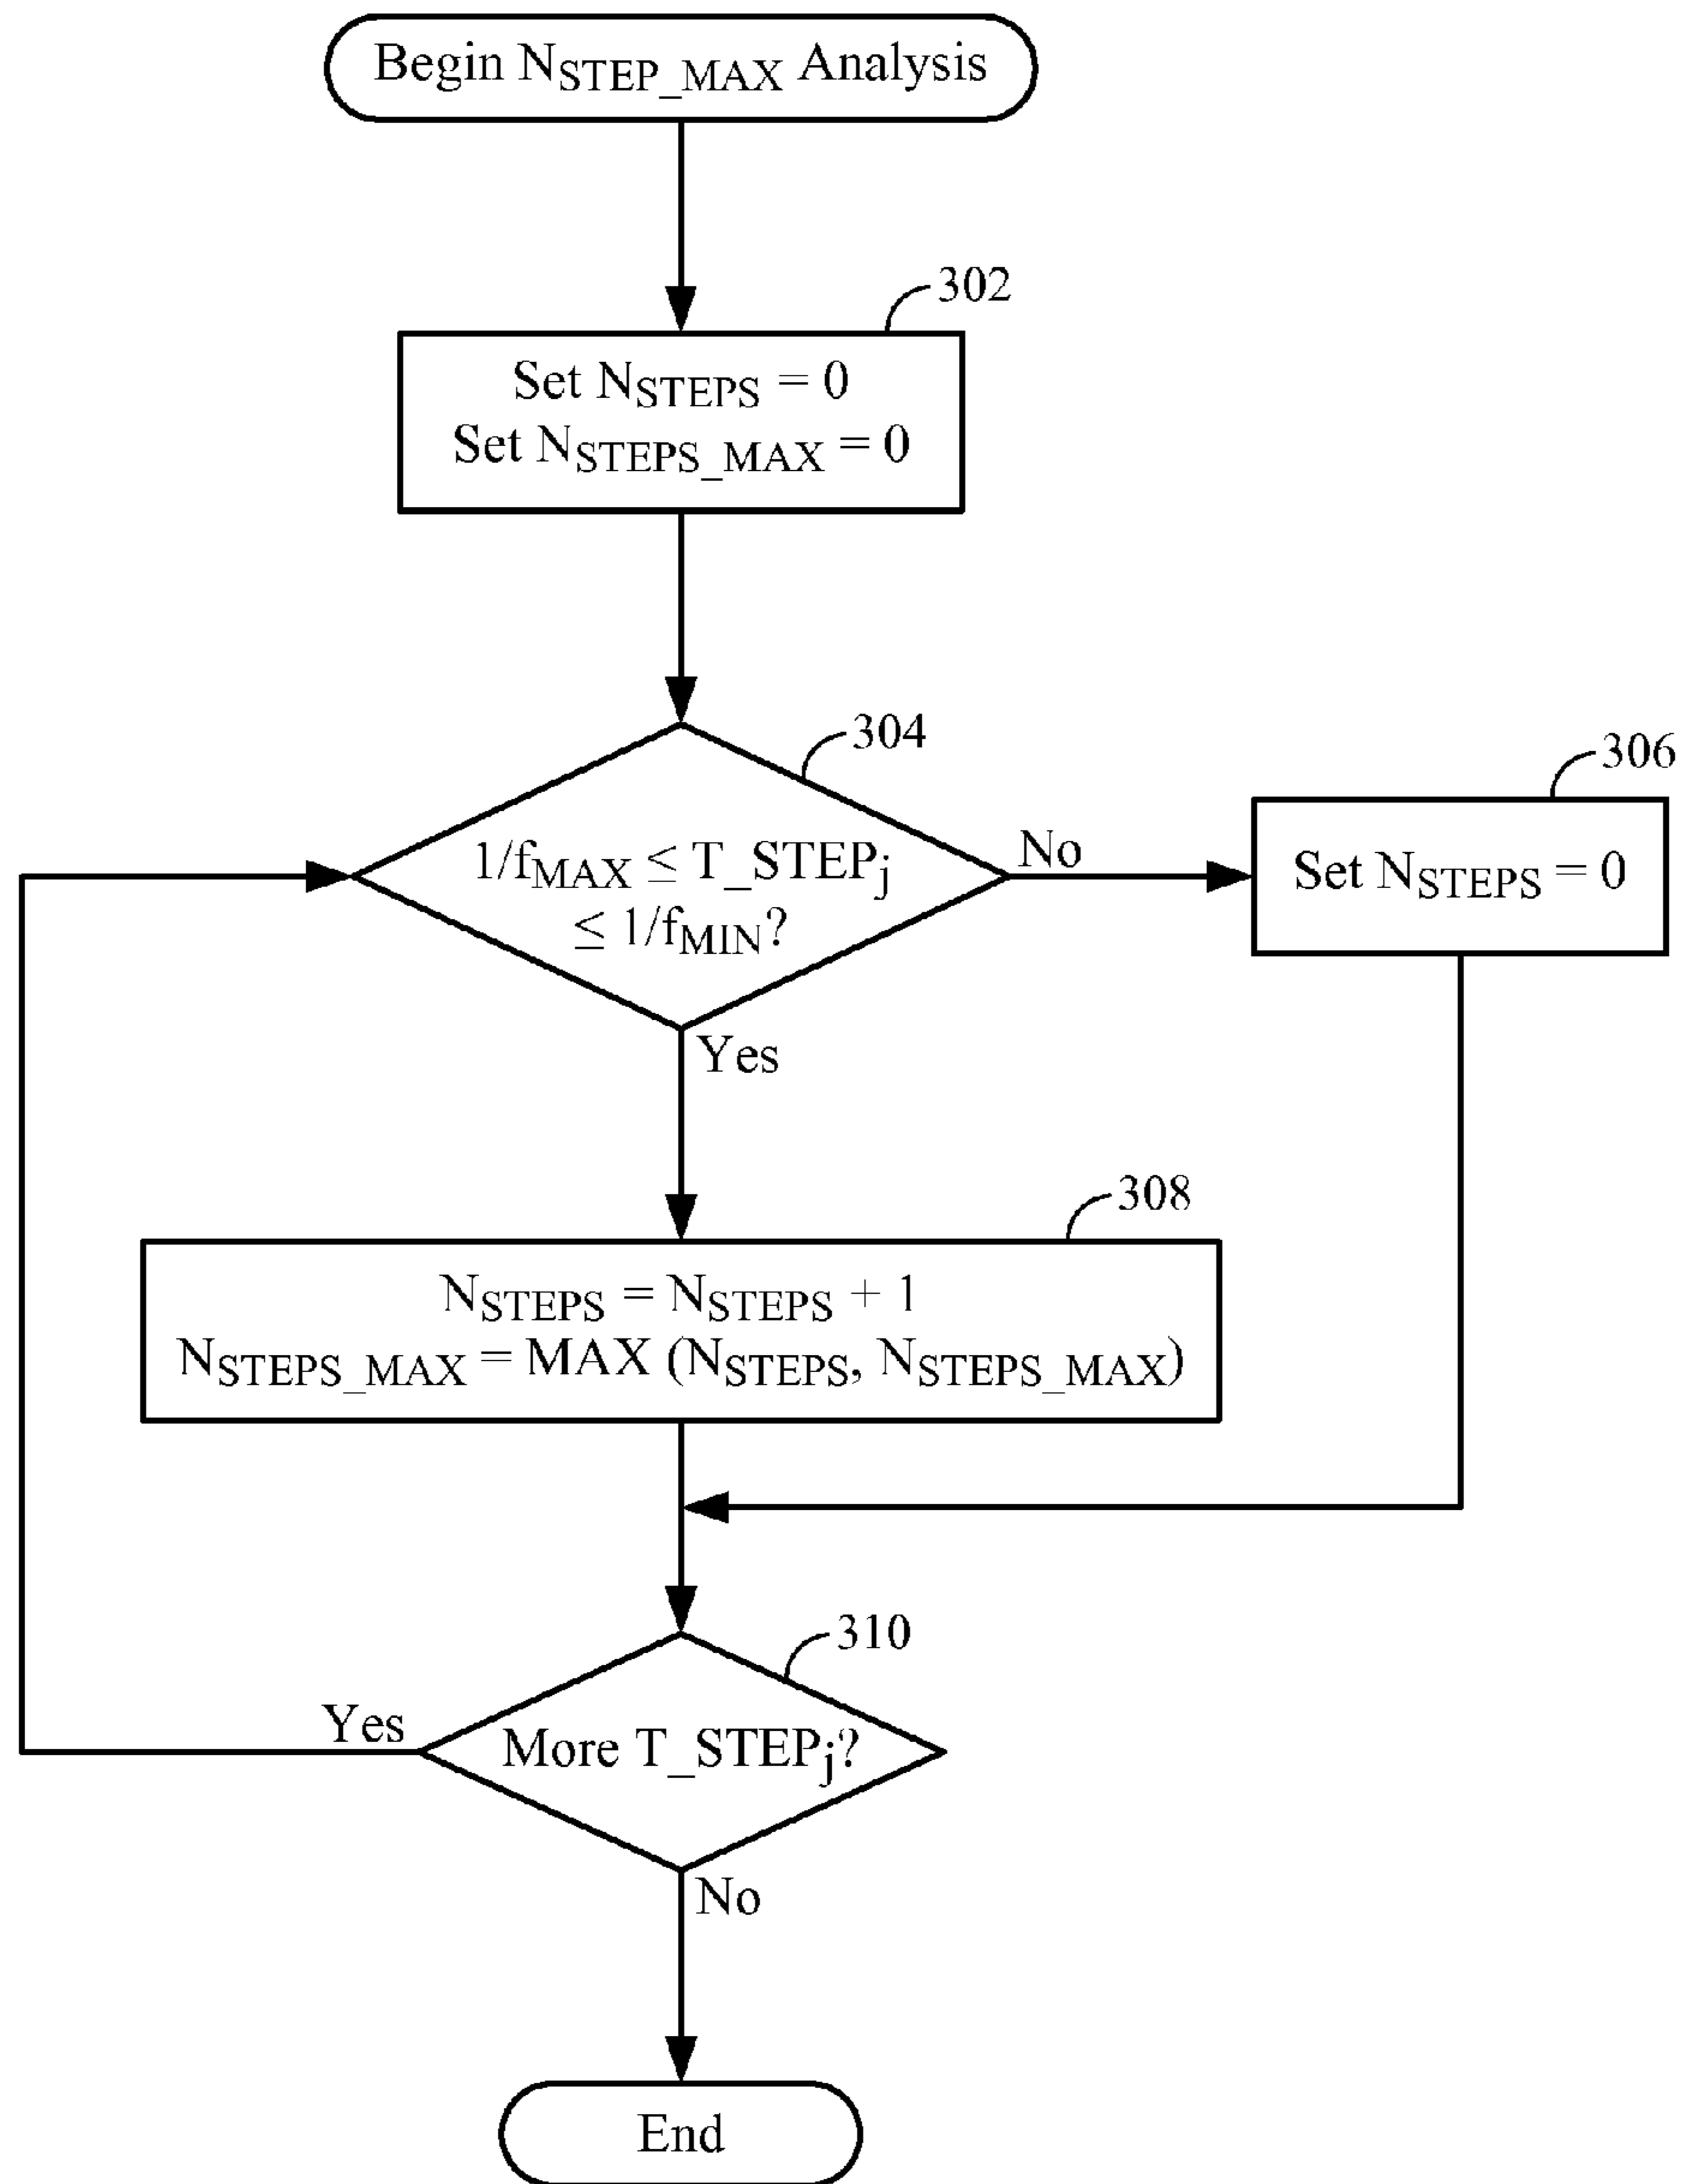 Begin NSTEP_MAX Analysis
302
Set NSTEPS = 0
Set NSTEPS_MAX = 0
304
306
1/fMAX ≤ T_STEPj
≤ 1/fMIN?
No
Set NSTEPS = 0
Yes
308
NSTEPS = NSTEPS + 1
NSTEPS_MAX = MAX (NSTEPS, NSTEPS_MAX)
310
Yes
More T_STEPj?
No
End